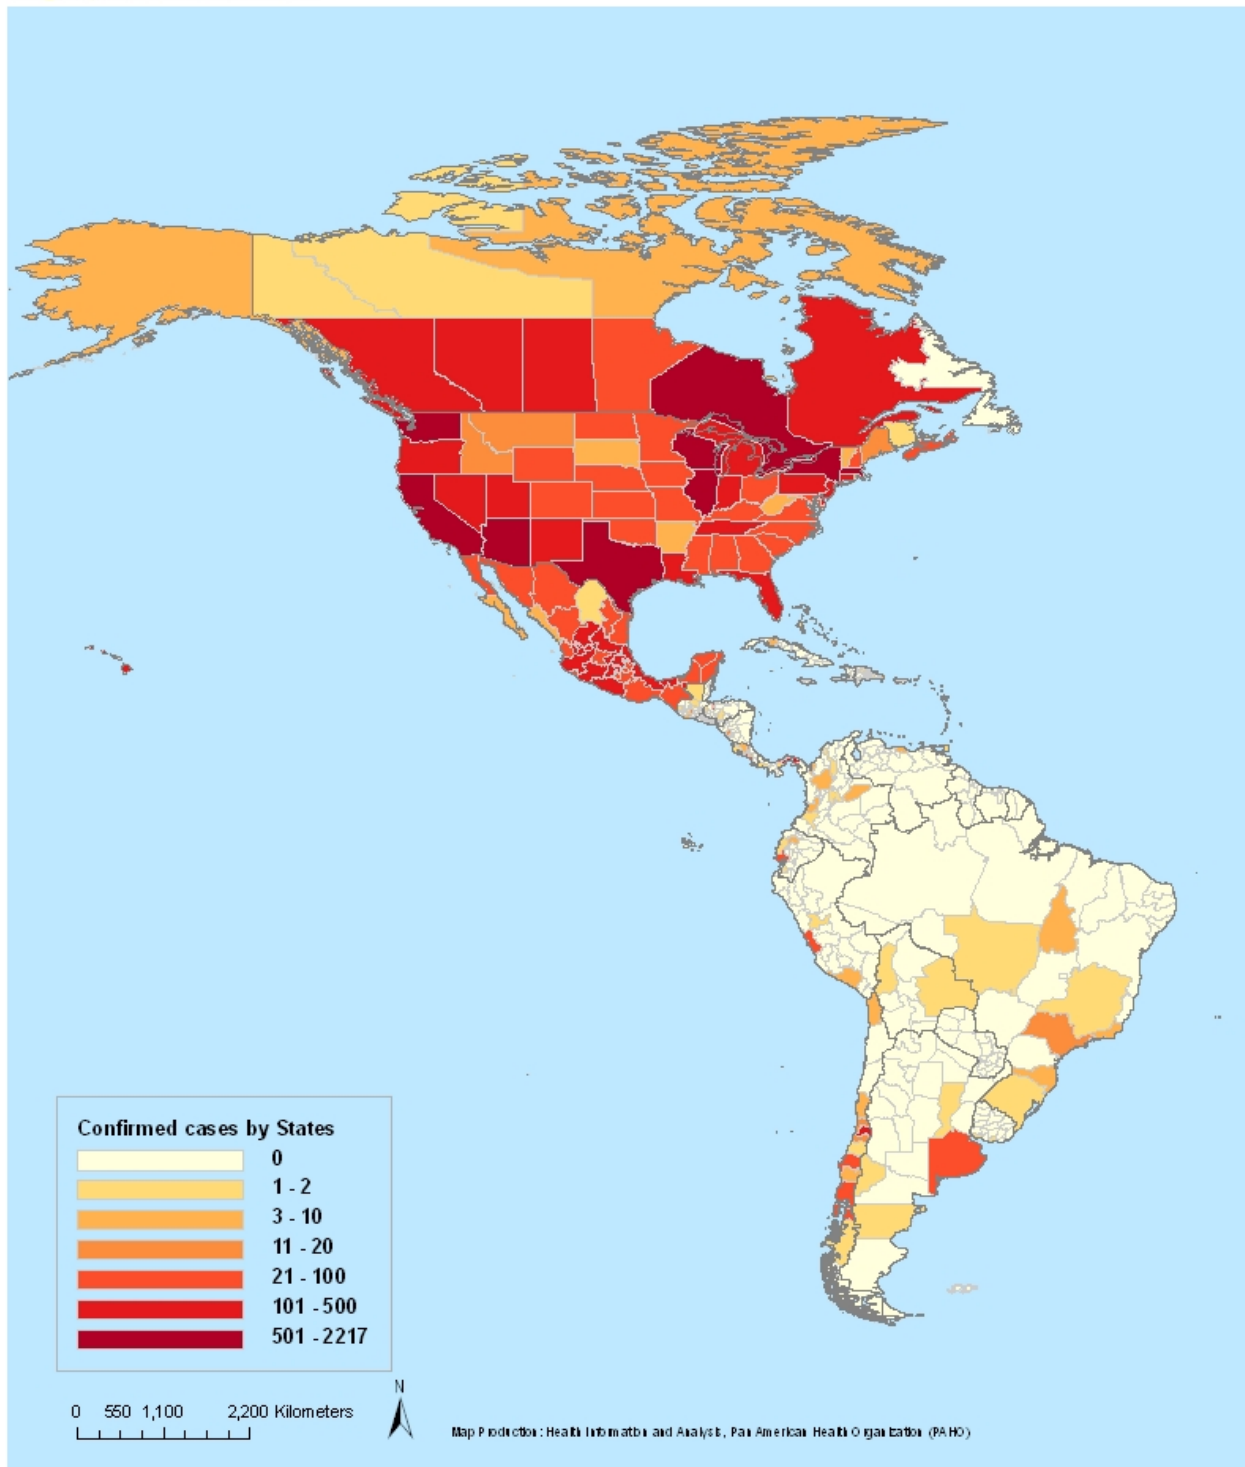 Confirmed cases by States
0
1 - 2
3 - 10
11 - 20
21 - 100
101 - 500
501 - 2217
N
0 550 1,100 2,200 Kilometers
Map Production: Health Information and Analysis, Pan American Health Organization (PAHO)